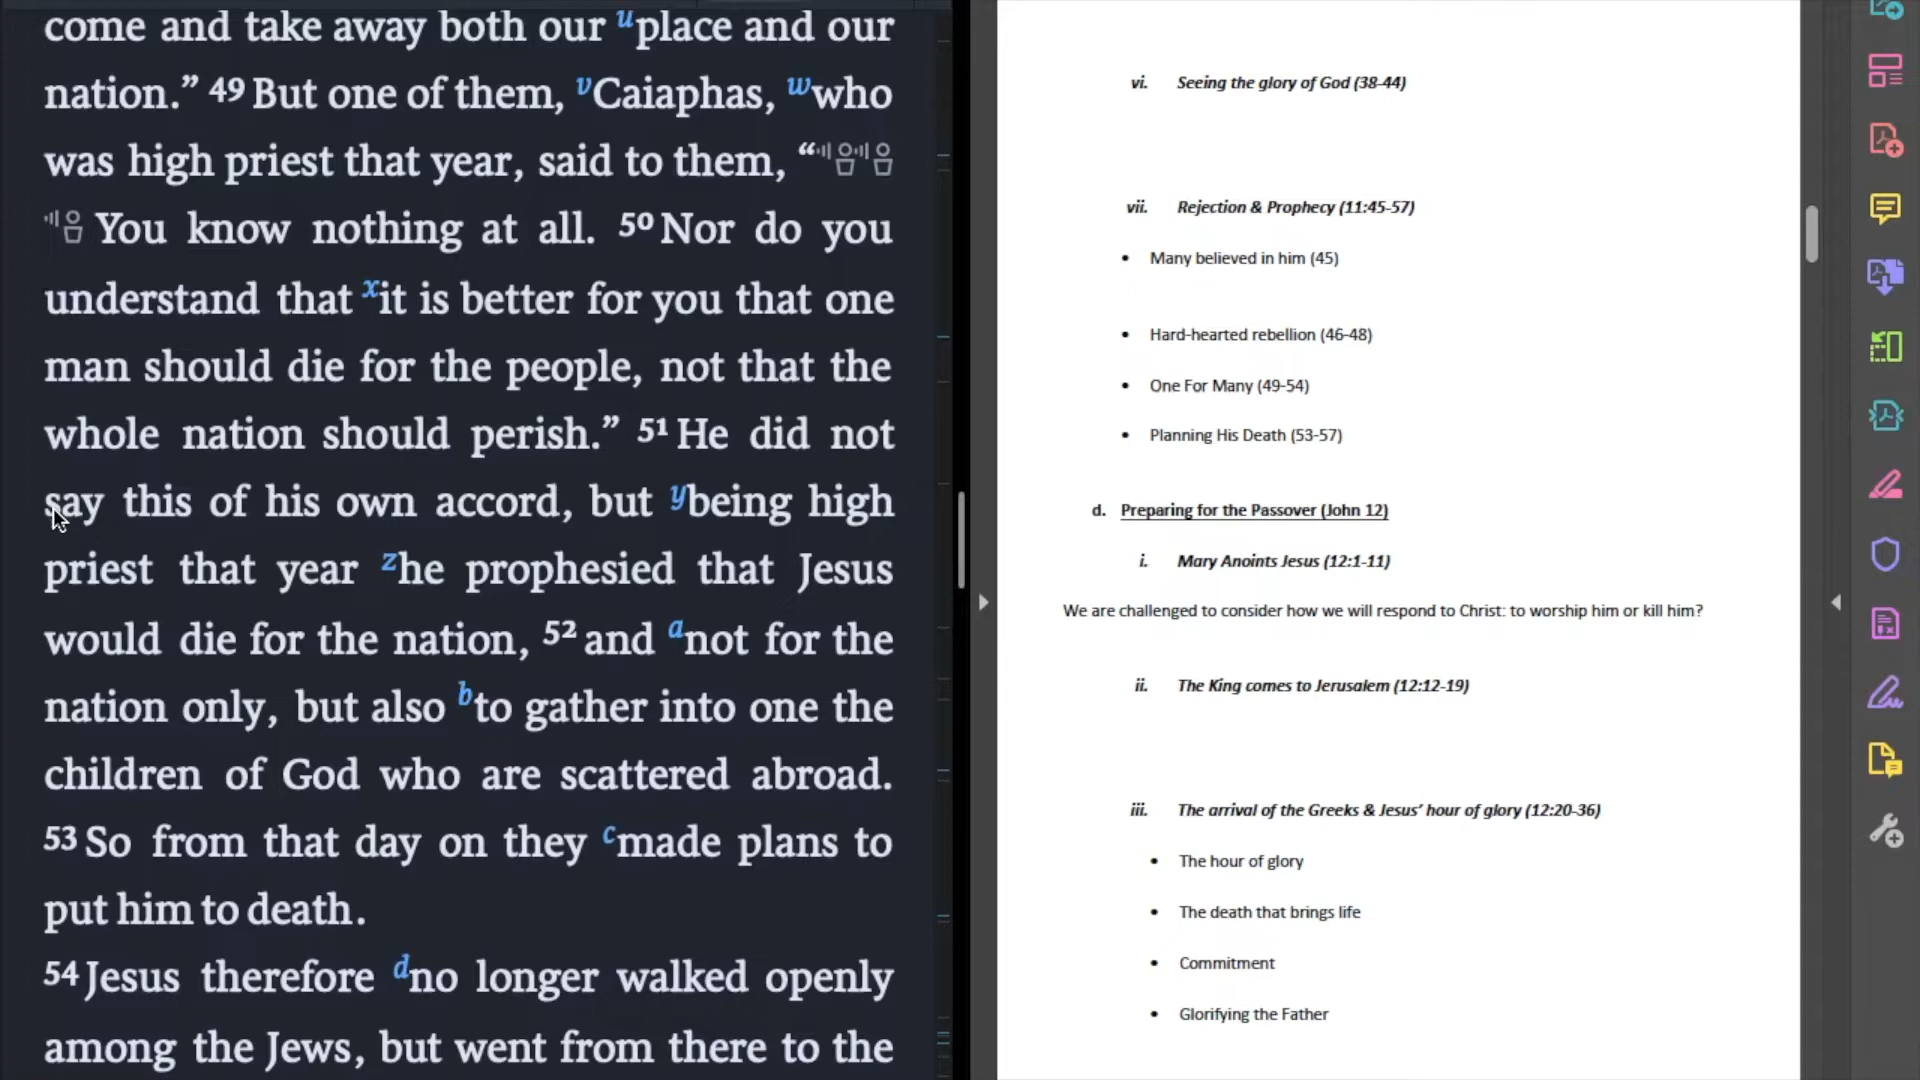 come and take away both our uplace and our
nation.” 49 But one of them, vCaiaphas, wwho
was high priest that year, said to them, “
You know nothing at all. 50 Nor do you
understand that xit is better for you that one
man should die for the people, not that the
whole nation should perish.” 51 He did not
say this of his own accord, but ybeing high
priest that year zhe prophesied that Jesus
would die for the nation, 52 and anot for the
nation only, but also bto gather into one the
children of God who are scattered abroad.
53 So from that day on they cmade plans to
put him to death.
54 Jesus therefore dno longer walked openly
among the Jews, but went from there to the
vi. Seeing the glory of God (38-44)
vii. Rejection & Prophecy (11:45-57)
• Many believed in him (45)
• Hard-hearted rebellion (46-48)
• One For Many (49-54)
• Planning His Death (53-57)
d. Preparing for the Passover (John 12)
i. Mary Anoints Jesus (12:1-11)
We are challenged to consider how we will respond to Christ: to worship him or kill him?
ii. The King comes to Jerusalem (12:12-19)
iii. The arrival of the Greeks & Jesus’ hour of glory (12:20-36)
• The hour of glory
• The death that brings life
• Commitment
• Glorifying the Father